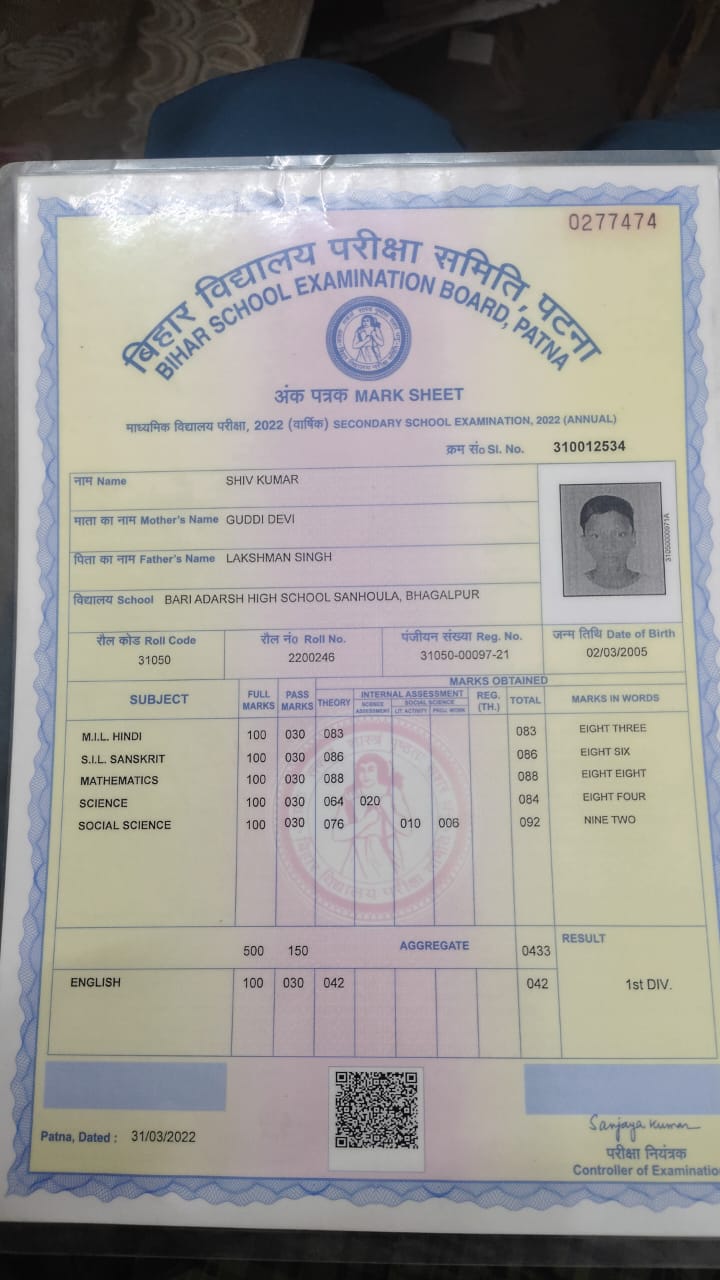 0277474
बिहार विद्यालय परीक्षा समिति, पटना
BIHAR SCHOOL EXAMINATION BOARD, PATNA
अंक पत्रक MARK SHEET
माध्यमिक विद्यालय परीक्षा, 2022 (वार्षिक) SECONDARY SCHOOL EXAMINATION, 2022 (ANNUAL)
क्रम सं० Sl. No. 310012534
नाम Name SHIV KUMAR
माता का नाम Mother's Name GUDDI DEVI
पिता का नाम Father's Name LAKSHMAN SINGH
विद्यालय School BARI ADARSH HIGH SCHOOL SANHOULA, BHAGALPUR
रौल कोड Roll Code रौल नं० Roll No. पंजीयन संख्या Reg. No. जन्म तिथि Date of Birth
31050 2200246 31050-00097-21 02/03/2005
MARKS OBTAINED
SUBJECT FULL MARKS PASS MARKS THEORY INTERNAL ASSESSMENT REG. (TH.) TOTAL MARKS IN WORDS
SCIENCE ASSESSMENT SOCIAL SCIENCE
LIT. ACTIVITY PROJ. WORK
M.I.L. HINDI 100 030 083 083 EIGHT THREE
S.I.L. SANSKRIT 100 030 086 086 EIGHT SIX
MATHEMATICS 100 030 088 088 EIGHT EIGHT
SCIENCE 100 030 064 020 084 EIGHT FOUR
SOCIAL SCIENCE 100 030 076 010 006 092 NINE TWO
500 150 AGGREGATE 0433 RESULT
ENGLISH 100 030 042 042 1st DIV.
Patna, Dated : 31/03/2022
Sanjaya Kumar
परीक्षा नियंत्रक
Controller of Examinatio